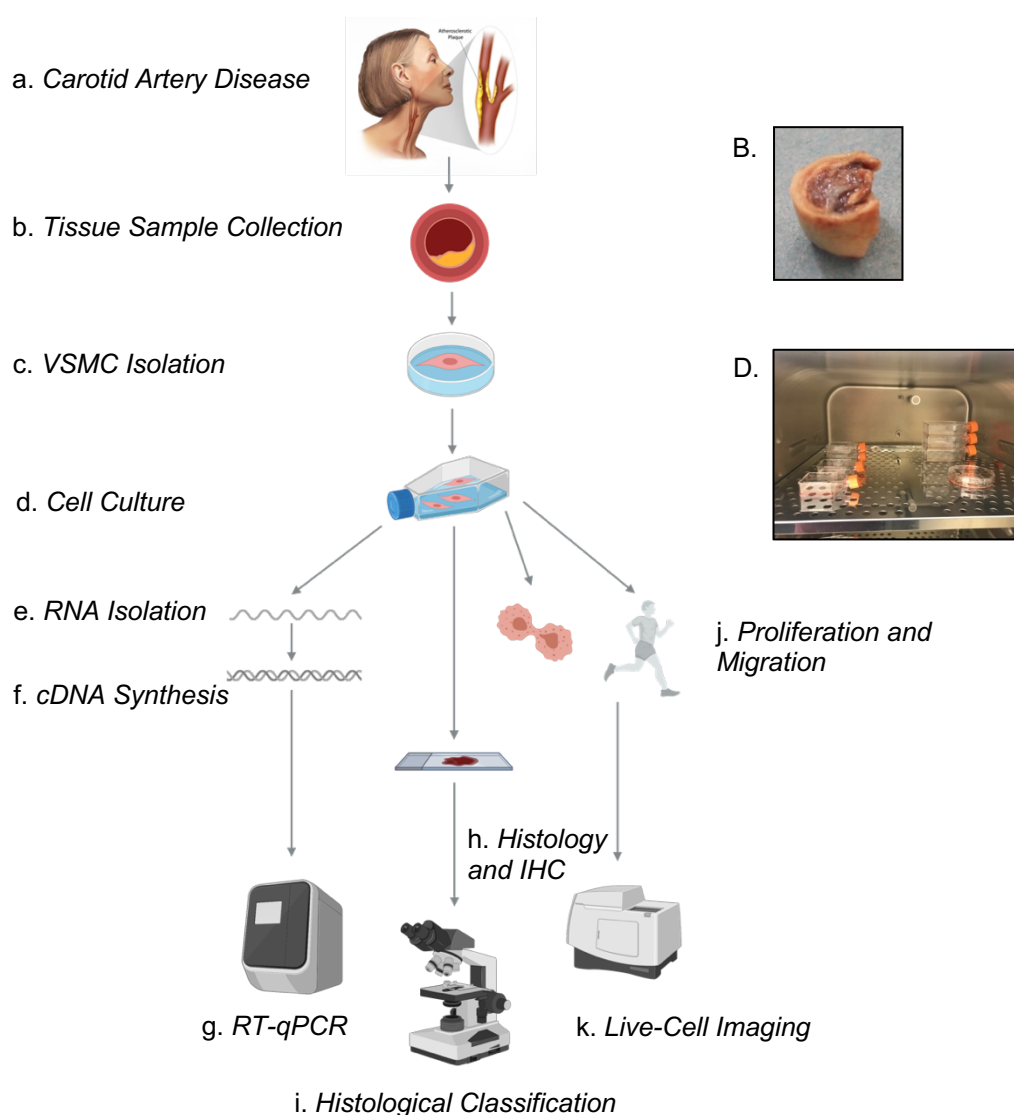 Atherosclerotic
Plaque
a. Carotid Artery Disease
B.
b. Tissue Sample Collection
c. VSMC Isolation
D.
d. Cell Culture
e. RNA Isolation
j. Proliferation and
Migration
f. cDNA Synthesis
h. Histology
and IHC
g. RT-qPCR
k. Live-Cell Imaging
i. Histological Classification